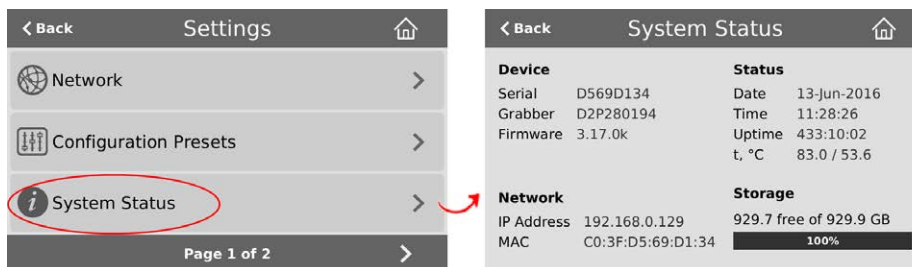 Back Settings
Network
Configuration Presets
i System Status
Page 1 of 2
Back System Status
Device
Serial D569D134
Grabber D2P280194
Firmware 3.17.0k
Status
Date 13-Jun-2016
Time 11:28:26
Uptime 433:10:02
t, °C 83.0 / 53.6
Network
IP Address 192.168.0.129
MAC C0:3F:D5:69:D1:34
Storage
929.7 free of 929.9 GB
100%